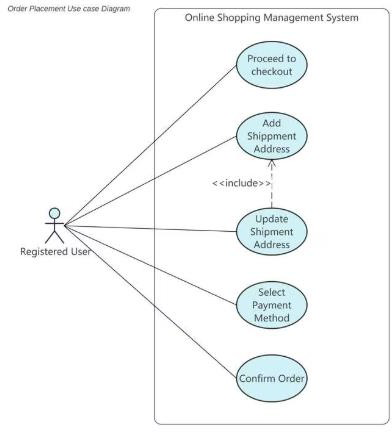 Order Placement Use case Diagram
Online Shopping Management System
Proceed to
checkout
Add
Shippment
Address
<<include>>
Update
Shipment
Address
Registered User
Select
Payment
Method
Confirm Order